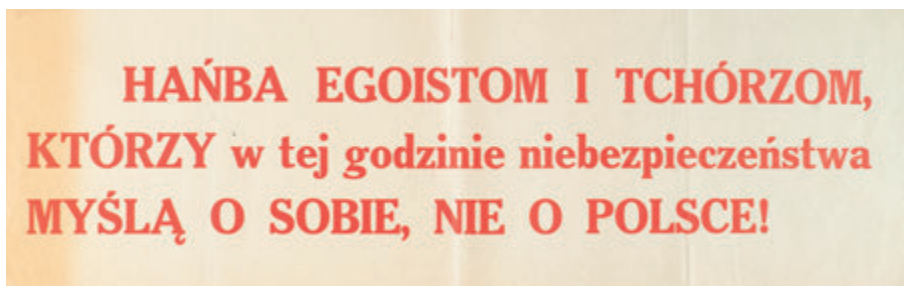 HAŃBA EGOISTOM I TCHÓRZOM,
KTÓRZY w tej godzinie niebezpieczeństwa
MYŚLĄ O SOBIE, NIE O POLSCE!